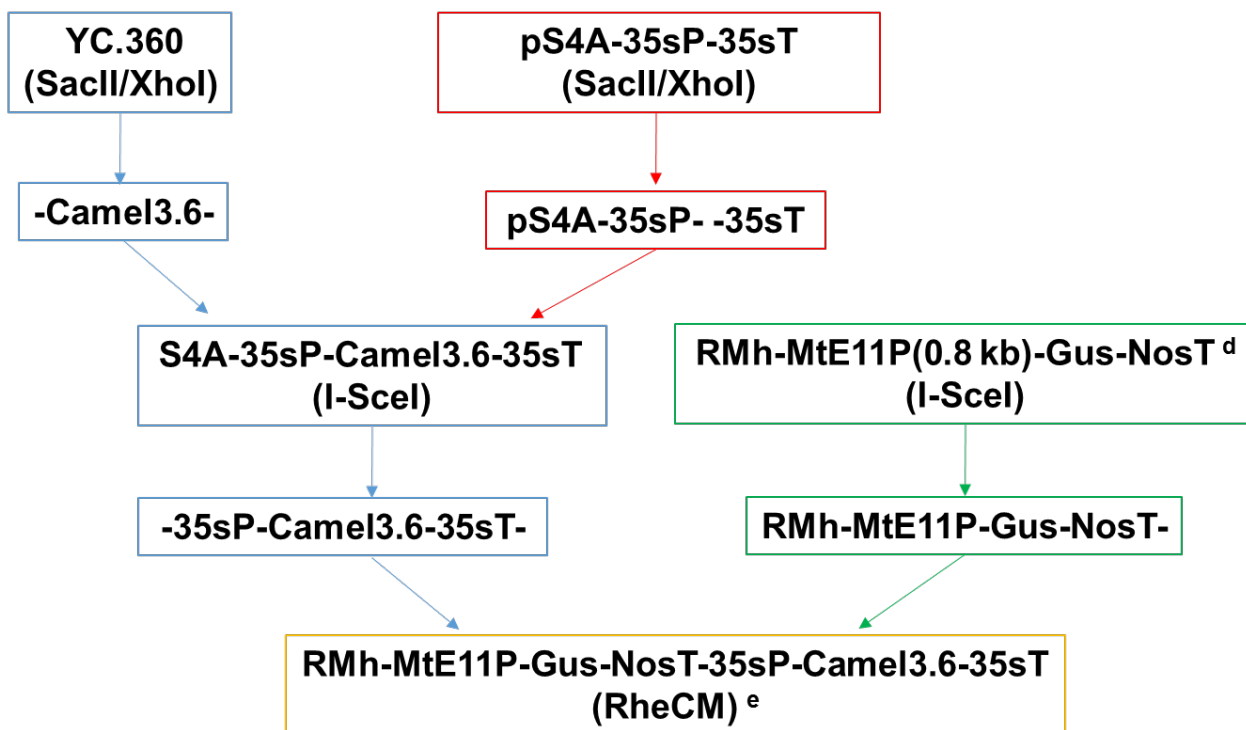 YC.360
(SacII/XhoI)
pS4A-35sP-35sT
(SacII/XhoI)
-Camel3.6-
pS4A-35sP- -35sT
S4A-35sP-Camel3.6-35sT
(I-SceI)
RMh-MtE11P(0.8 kb)-Gus-NosT d
(I-SceI)
-35sP-Camel3.6-35sT-
RMh-MtE11P-Gus-NosT-
RMh-MtE11P-Gus-NosT-35sP-Camel3.6-35sT
(RheCM) e